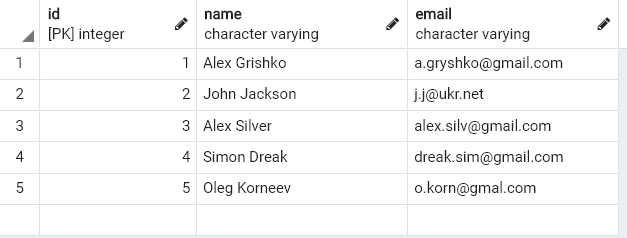 id name email
[PK] integer character varying character varying
1 1 Alex Grishko a.gryshko@gmail.com
2 2 John Jackson j.j@ukr.net
3 3 Alex Silver alex.silv@gmail.com
4 4 Simon Dreak dreak.sim@gmail.com
5 5 Oleg Korneev o.korn@gmal.com